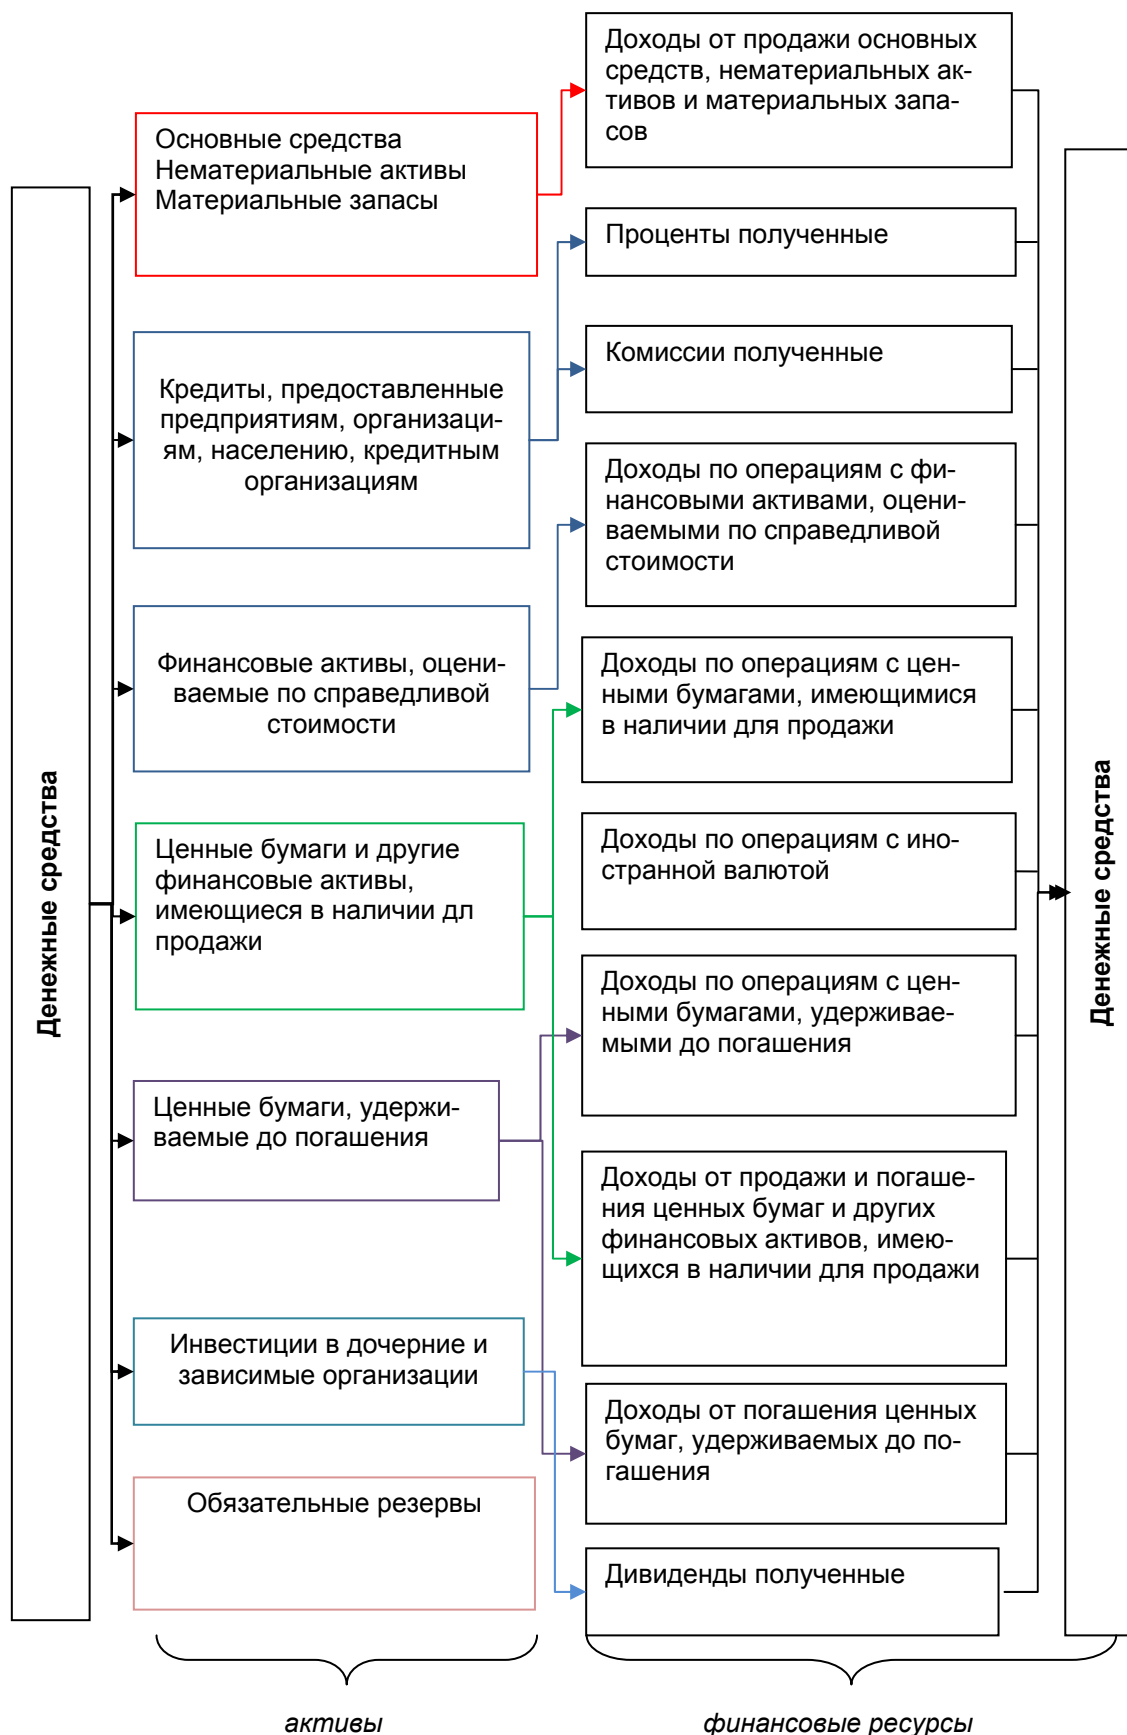 Денежные средства
Основные средства
Нематериальные активы
Материальные запасы
Кредиты, предоставленные
предприятиям, организаци-
ям, населению, кредитным
организациям
Финансовые активы, оцени-
ваемые по справедливой
стоимости
Ценные бумаги и другие
финансовые активы,
имеющиеся в наличии дл
продажи
Ценные бумаги, удержи-
ваемые до погашения
Инвестиции в дочерние и
зависимые организации
Обязательные резервы
активы
Доходы от продажи основных
средств, нематериальных ак-
тивов и материальных запа-
сов
Проценты полученные
Комиссии полученные
Доходы по операциям с фи-
нансовыми активами, оцени-
ваемыми по справедливой
стоимости
Доходы по операциям с цен-
ными бумагами, имеющимися
в наличии для продажи
Доходы по операциям с ино-
странной валютой
Доходы по операциям с цен-
ными бумагами, удерживае-
мыми до погашения
Доходы от продажи и погаше-
ния ценных бумаг и других
финансовых активов, имею-
щихся в наличии для продажи
Доходы от погашения ценных
бумаг, удерживаемых до по-
гашения
Дивиденды полученные
Денежные средства
финансовые ресурсы